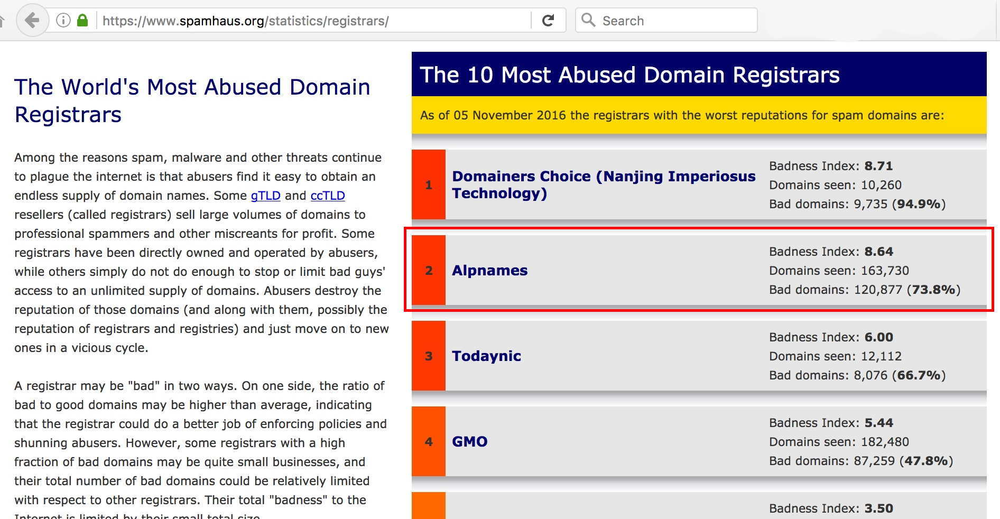 https://www.spamhaus.org/statistics/registrars/
Search
The World's Most Abused Domain
Registrars
Among the reasons spam, malware and other threats continue
to plague the internet is that abusers find it easy to obtain an
endless supply of domain names. Some gTLD and ccTLD
resellers (called registrars) sell large volumes of domains to
professional spammers and other miscreants for profit. Some
registrars have been directly owned and operated by abusers,
while others simply do not do enough to stop or limit bad guys'
access to an unlimited supply of domains. Abusers destroy the
reputation of those domains (and along with them, possibly the
reputation of registrars and registries) and just move on to new
ones in a vicious cycle.
A registrar may be "bad" in two ways. On one side, the ratio of
bad to good domains may be higher than average, indicating
that the registrar could do a better job of enforcing policies and
shunning abusers. However, some registrars with a high
fraction of bad domains may be quite small businesses, and
their total number of bad domains could be relatively limited
with respect to other registrars. Their total "badness" to the
Internet is limited by their small total size.
The 10 Most Abused Domain Registrars
As of 05 November 2016 the registrars with the worst reputations for spam domains are:
1
Domainers Choice (Nanjing Imperiosus
Technology)
Badness Index: 8.71
Domains seen: 10,260
Bad domains: 9,735 (94.9%)
2
Alpnames
Badness Index: 8.64
Domains seen: 163,730
Bad domains: 120,877 (73.8%)
3
Todaynic
Badness Index: 6.00
Domains seen: 12,112
Bad domains: 8,076 (66.7%)
4
GMO
Badness Index: 5.44
Domains seen: 182,480
Bad domains: 87,259 (47.8%)
Badness Index: 3.50